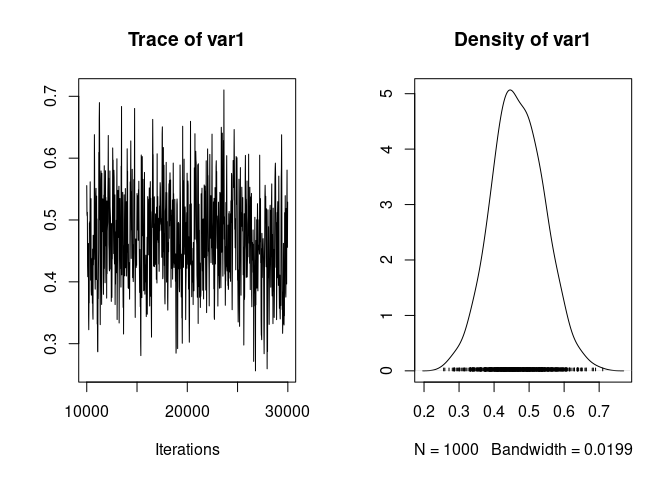 Trace of var1
0.7
0.6
0.5
0.4
0.3
10000 20000 30000
Iterations
Density of var1
5
4
3
2
1
0
0.2 0.3 0.4 0.5 0.6 0.7
N = 1000 Bandwidth = 0.0199